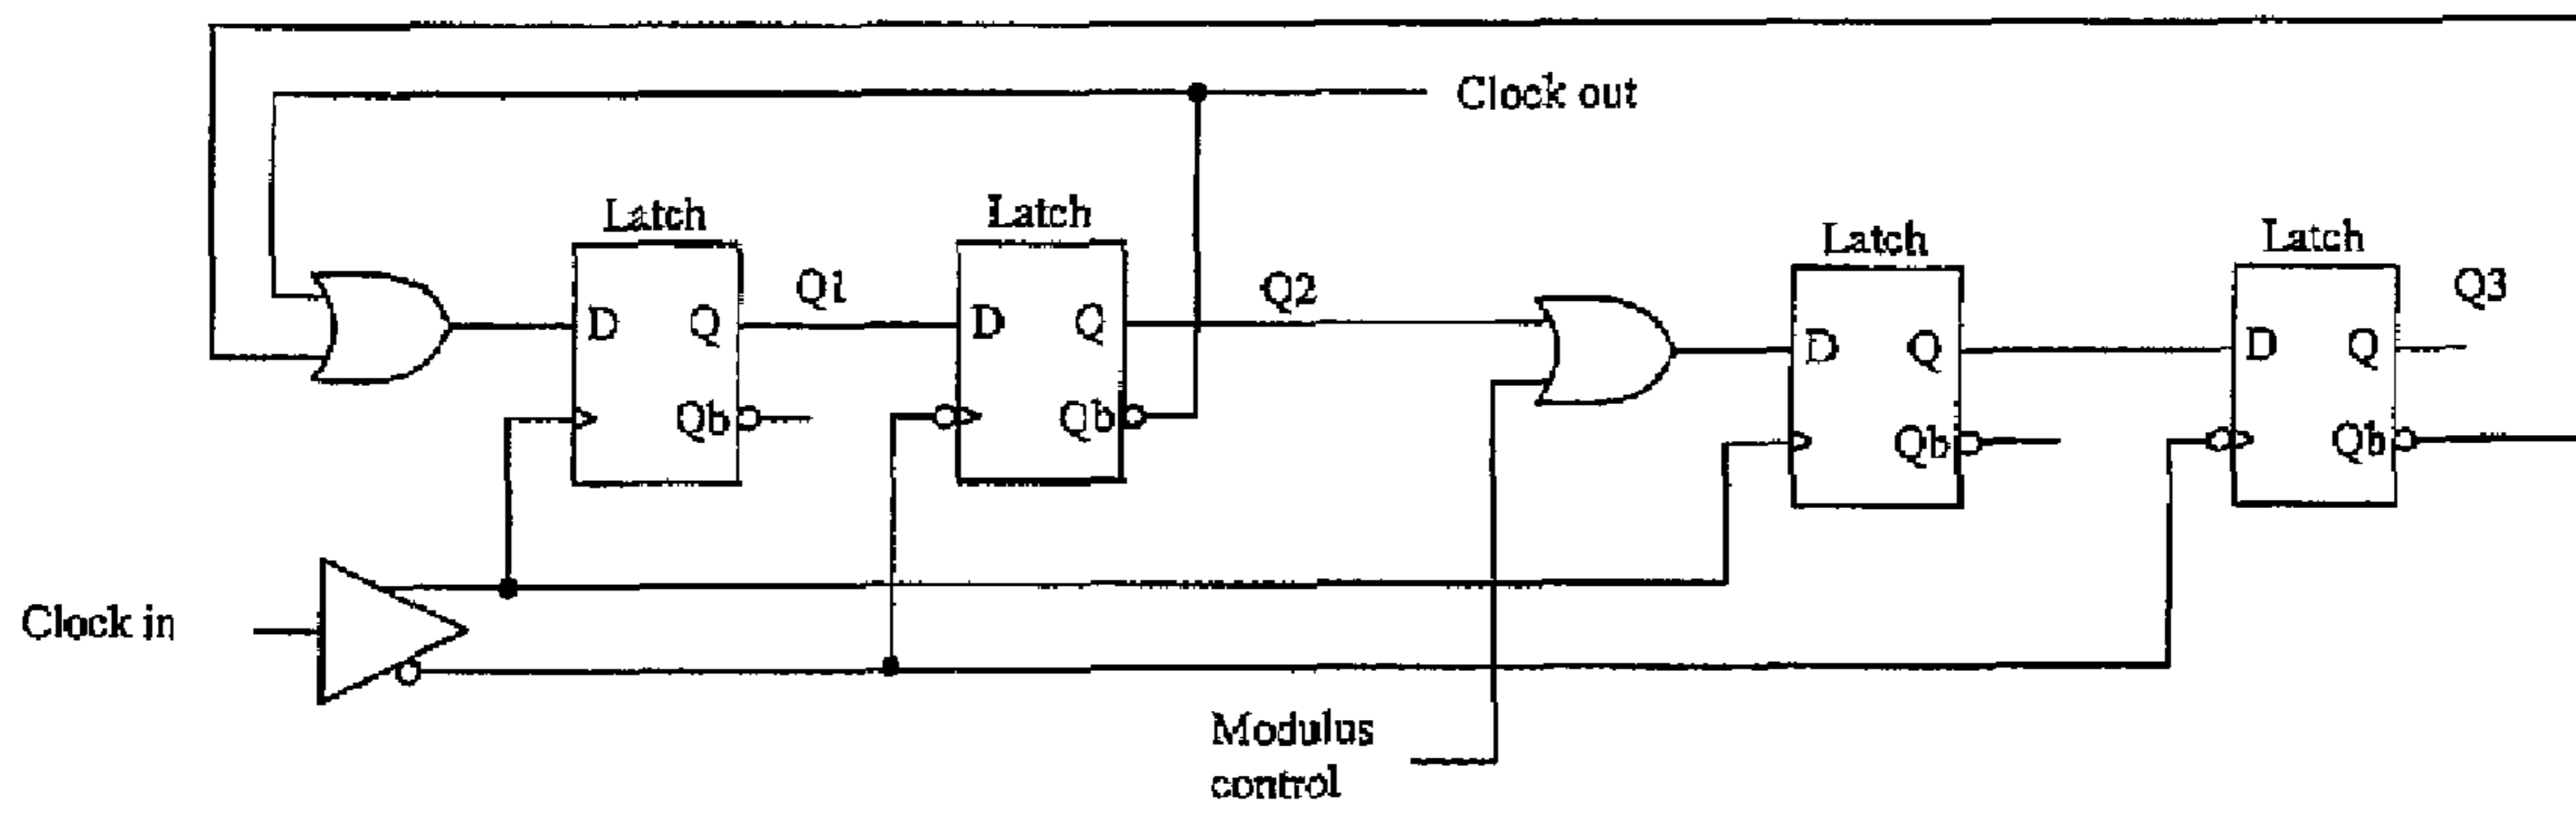 Clock out
Latch
Latch
Latch
Latch
Q1
Q2
Q3
D
Q
D
Q
D
Q
D
Q
Qb
Qb
Qb
Qb
Clock in
Modulus
control